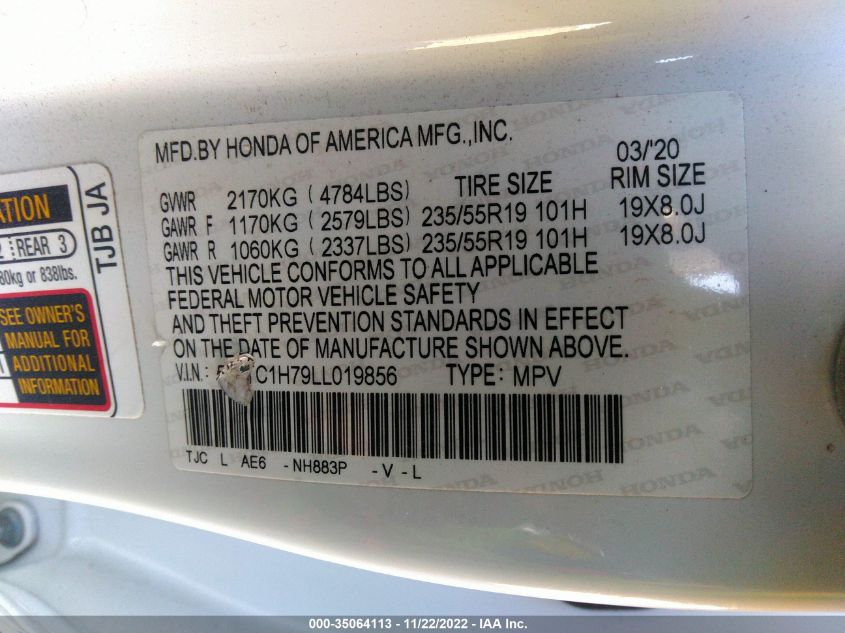 MFD.BY HONDA OF AMERICA MFG.,INC. 03/'20
GVWR 2170KG ( 4784LBS) TIRE SIZE RIM SIZE
GAWR F 1170KG ( 2579LBS) 235/55R19 101H 19X8.0J
GAWR R 1060KG ( 2337LBS) 235/55R19 101H 19X8.0J
THIS VEHICLE CONFORMS TO ALL APPLICABLE
FEDERAL MOTOR VEHICLE SAFETY
AND THEFT PREVENTION STANDARDS IN EFFECT
ON THE DATE OF MANUFACTURE SHOWN ABOVE.
V.I.N.: C1H79LL019856 TYPE: MPV
TJC L AE6 -NH883P -V -L
ATION
2 REAR 3
80kg or 838lbs.
SEE OWNER'S
MANUAL FOR
ADDITIONAL
INFORMATION
TJB JA
HONDA HONDA HONDA
000-35064113 - 11/22/2022 - IAA Inc.